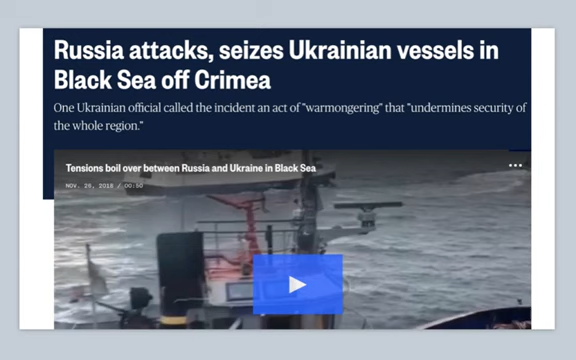 Russia attacks, seizes Ukrainian vessels in
Black Sea off Crimea
One Ukrainian official called the incident an act of "warmongering" that "undermines security of
the whole region."
Tensions boil over between Russia and Ukraine in Black Sea
NOV. 26, 2018 / 00:50